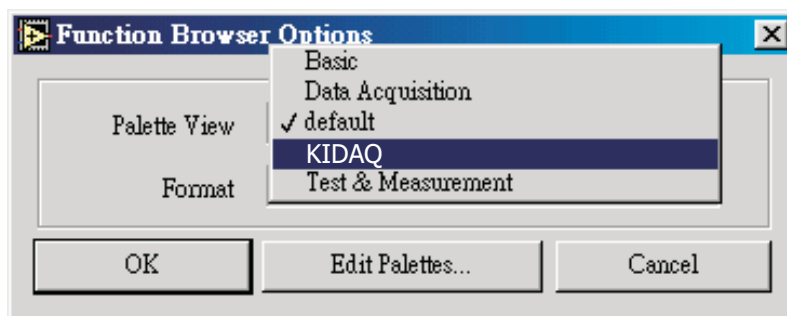 Function Browser Options
Basic
Data Acquisition
Palette View
✓ default
KIDAQ
Format
Test & Measurement
OK
Edit Palettes...
Cancel